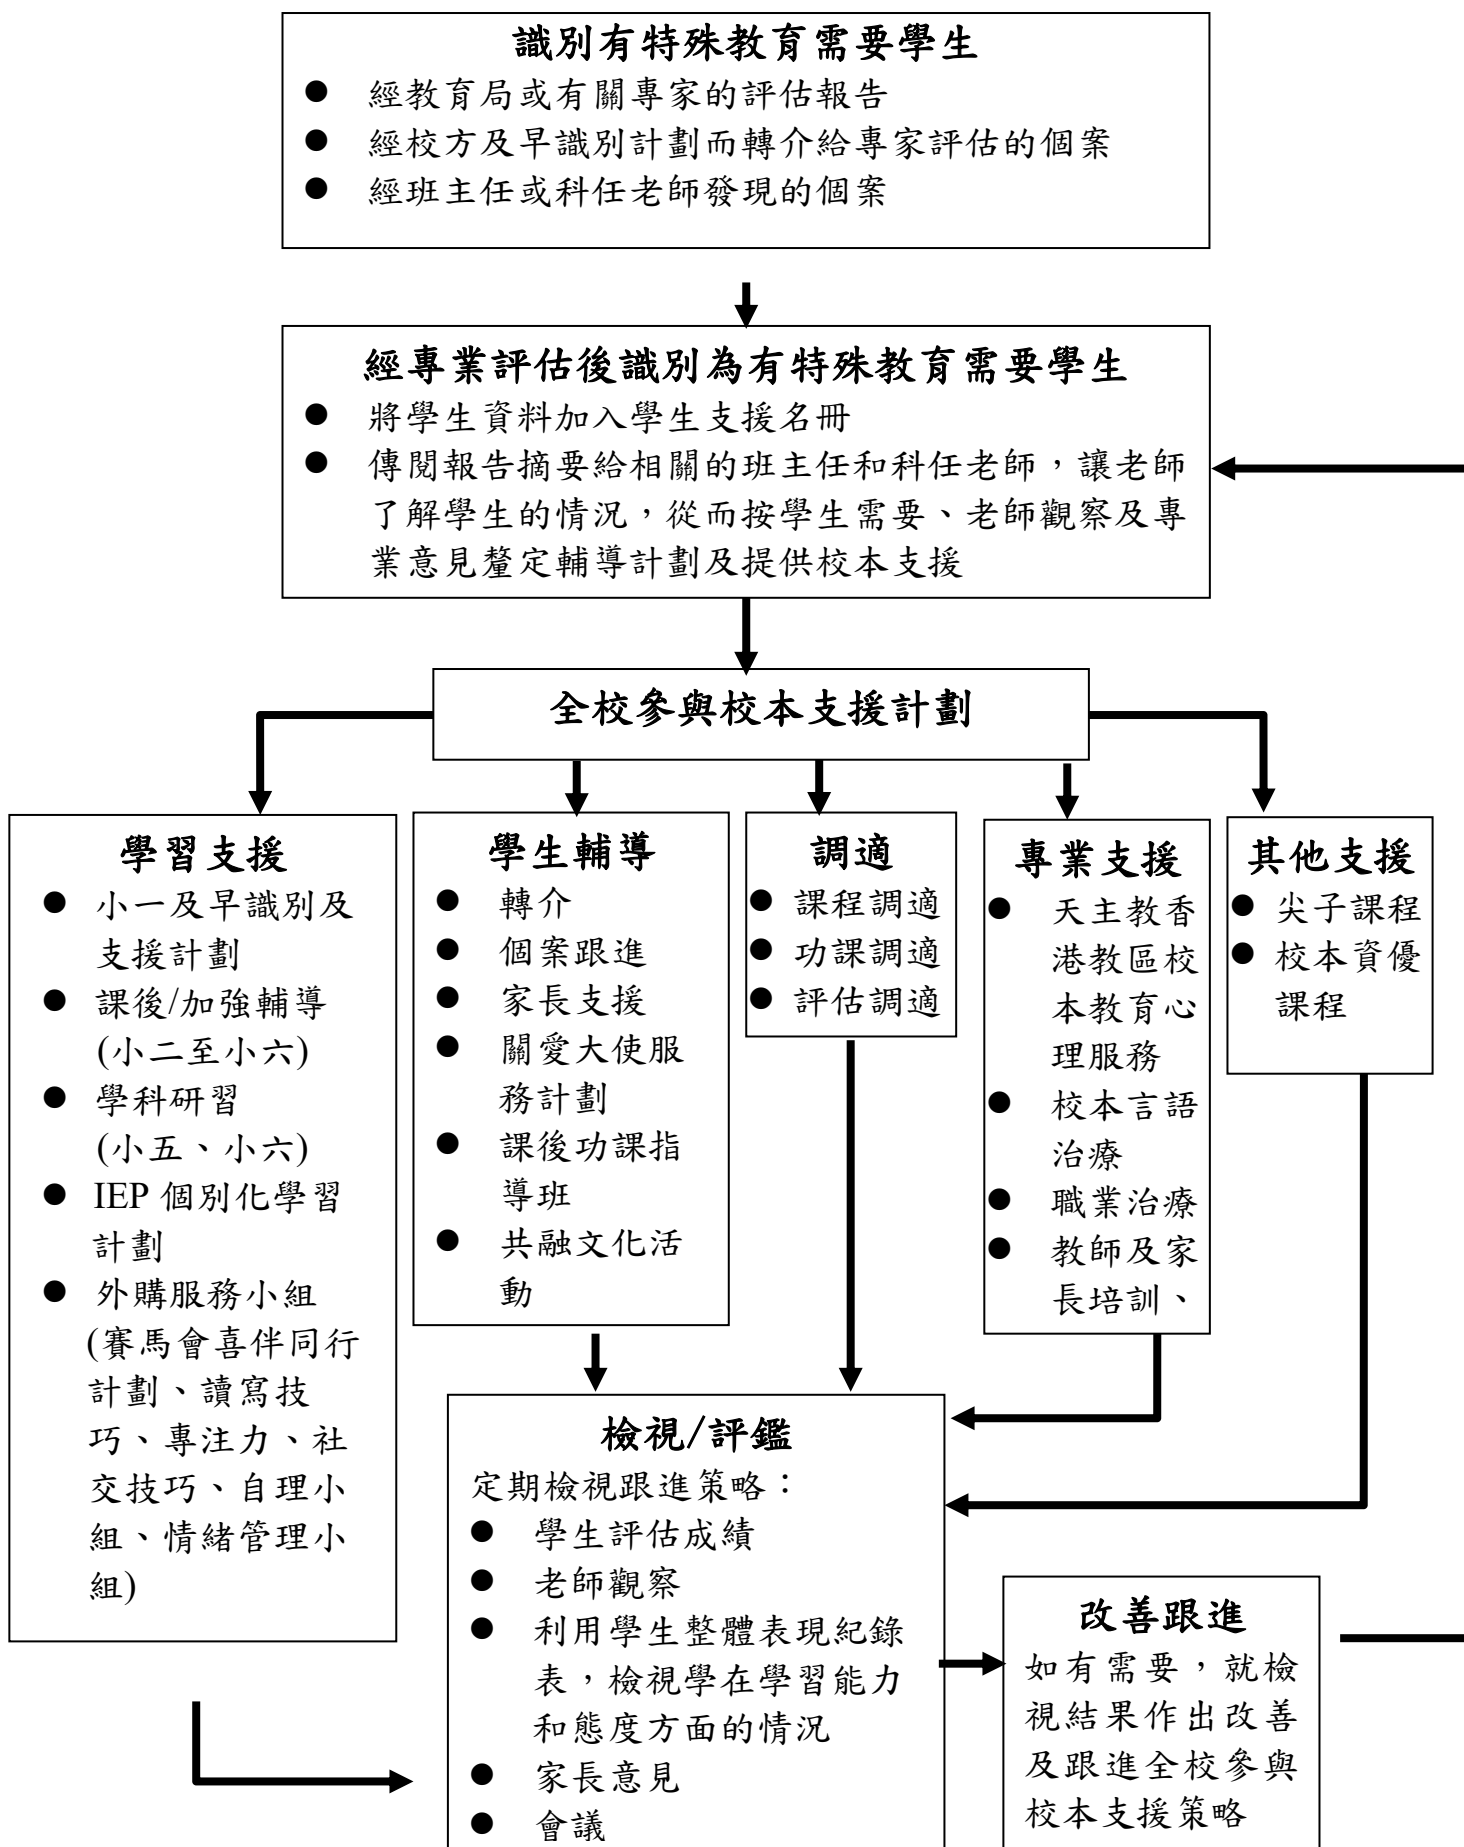 識別有特殊教育需要學生
● 經教育局或有關專家的評估報告
● 經校方及早識別計劃而轉介給專家評估的個案
● 經班主任或科任老師發現的個案
經專業評估後識別為有特殊教育需要學生
● 將學生資料加入學生支援名冊
● 傳閱報告摘要給相關的班主任和科任老師，讓老師
了解學生的情況，從而按學生需要、老師觀察及專
業意見釐定輔導計劃及提供校本支援
全校參與校本支援計劃
學習支援
● 小一及早識別及
支援計劃
● 課後/加強輔導
(小二至小六)
● 學科研習
(小五、小六)
● IEP 個別化學習
計劃
● 外購服務小組
(賽馬會喜伴同行
計劃、讀寫技
巧、專注力、社
交技巧、自理小
組、情緒管理小
組)
學生輔導
● 轉介
● 個案跟進
● 家長支援
● 關愛大使服
務計劃
● 課後功課指
導班
● 共融文化活
動
調適
● 課程調適
● 功課調適
● 評估調適
專業支援
● 天主教香
港教區校
本教育心
理服務
● 校本言語
治療
● 職業治療
● 教師及家
長培訓、
其他支援
● 尖子課程
● 校本資優
課程
檢視/評鑑
定期檢視跟進策略：
● 學生評估成績
● 老師觀察
● 利用學生整體表現紀錄
表，檢視學在學習能力
和態度方面的情況
● 家長意見
● 會議
改善跟進
如有需要，就檢
視結果作出改善
及跟進全校參與
校本支援策略